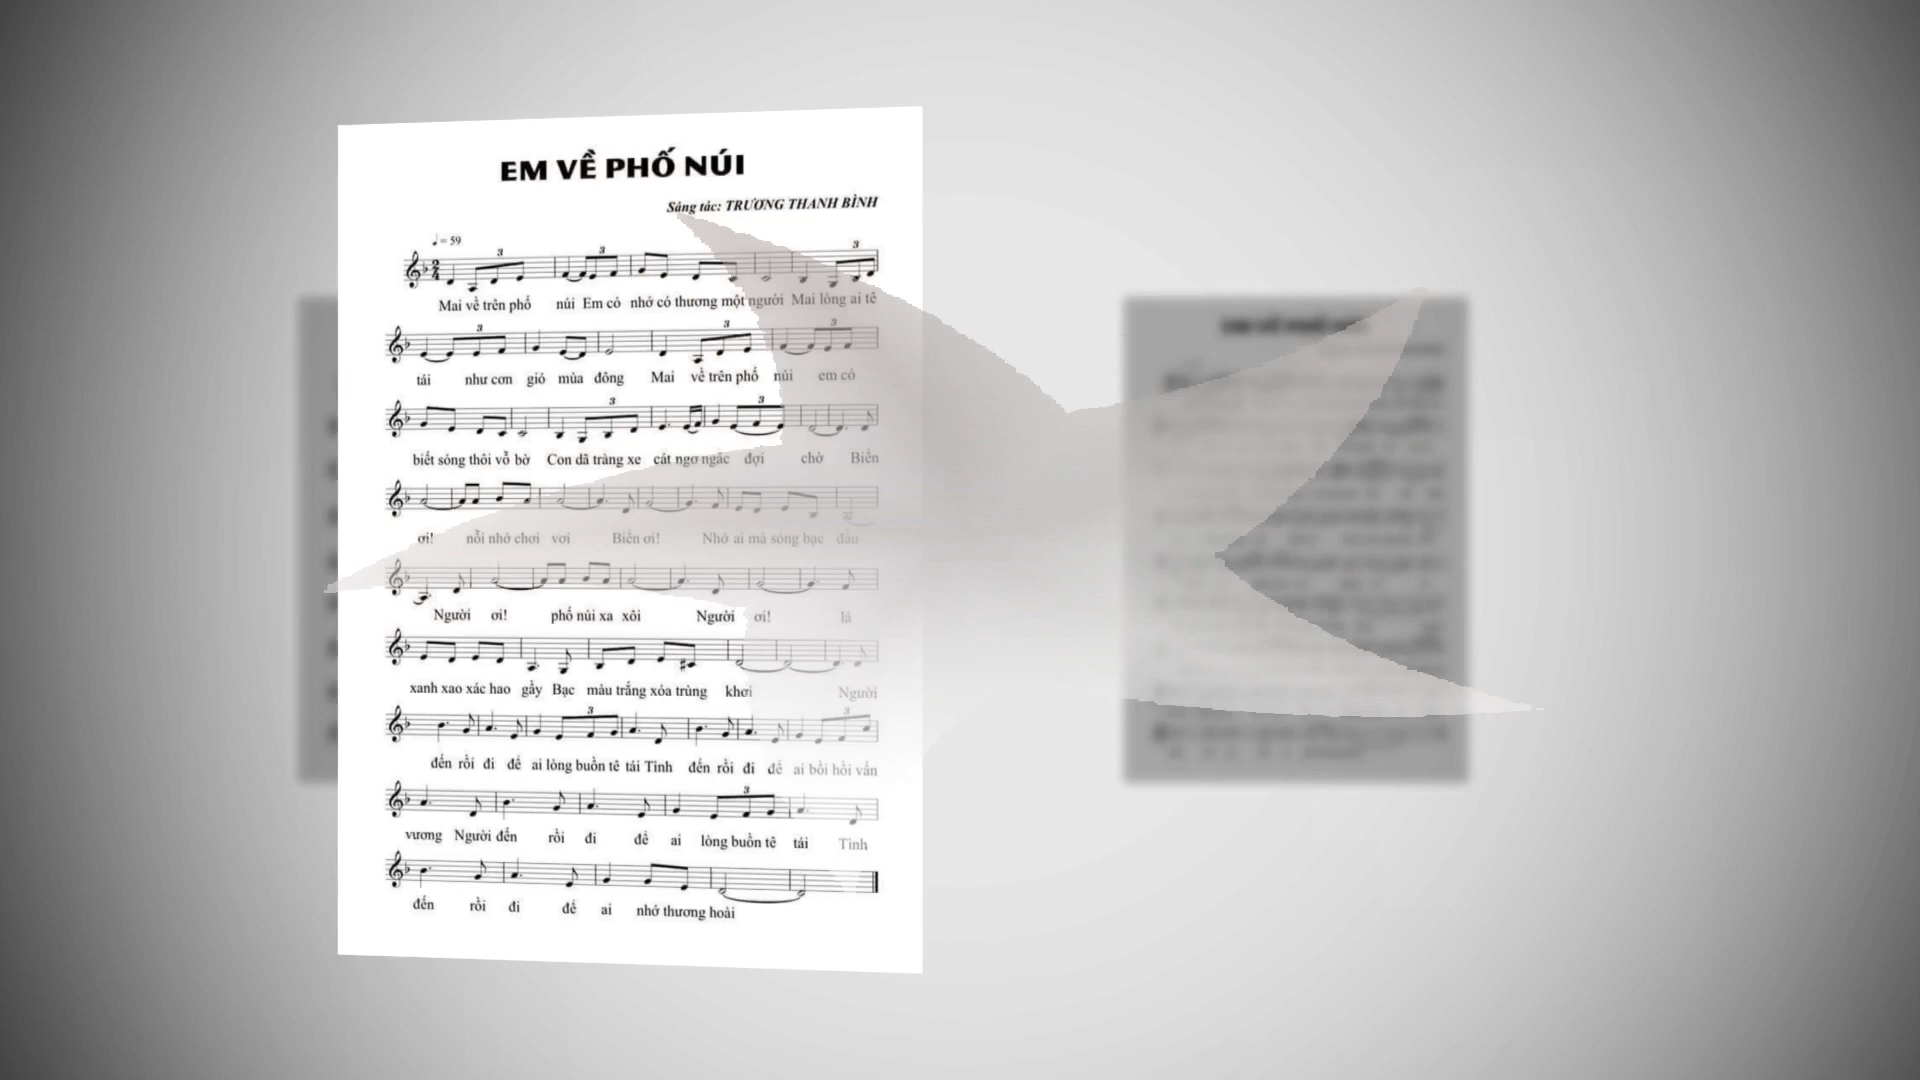 EM VỀ PHỐ NÚI
Sáng tác: TRƯƠNG THANH BÌNH
♩ = 59
Mai về trên phố núi Em có nhớ có thương một người Mai lòng ai tê
tái như cơn gió mùa đông Mai về trên phố núi em có
biết sóng thôi vỗ bờ Con dã tràng xe cát ngơ ngác đợi chờ Biển
ơi! nỗi nhớ chơi vơi Biển ơi! Nhớ ai mà sóng bạc đầu
Người ơi! phố núi xa xôi Người ơi! lá
xanh xao xác hao gầy Bạc màu trắng xóa trùng khơi Người
đến rồi đi để ai lòng buồn tê tái Tình đến rồi đi để ai bồi hồi vấn
vương Người đến rồi đi để ai lòng buồn tê tái Tình
đến rồi đi để ai nhớ thương hoài